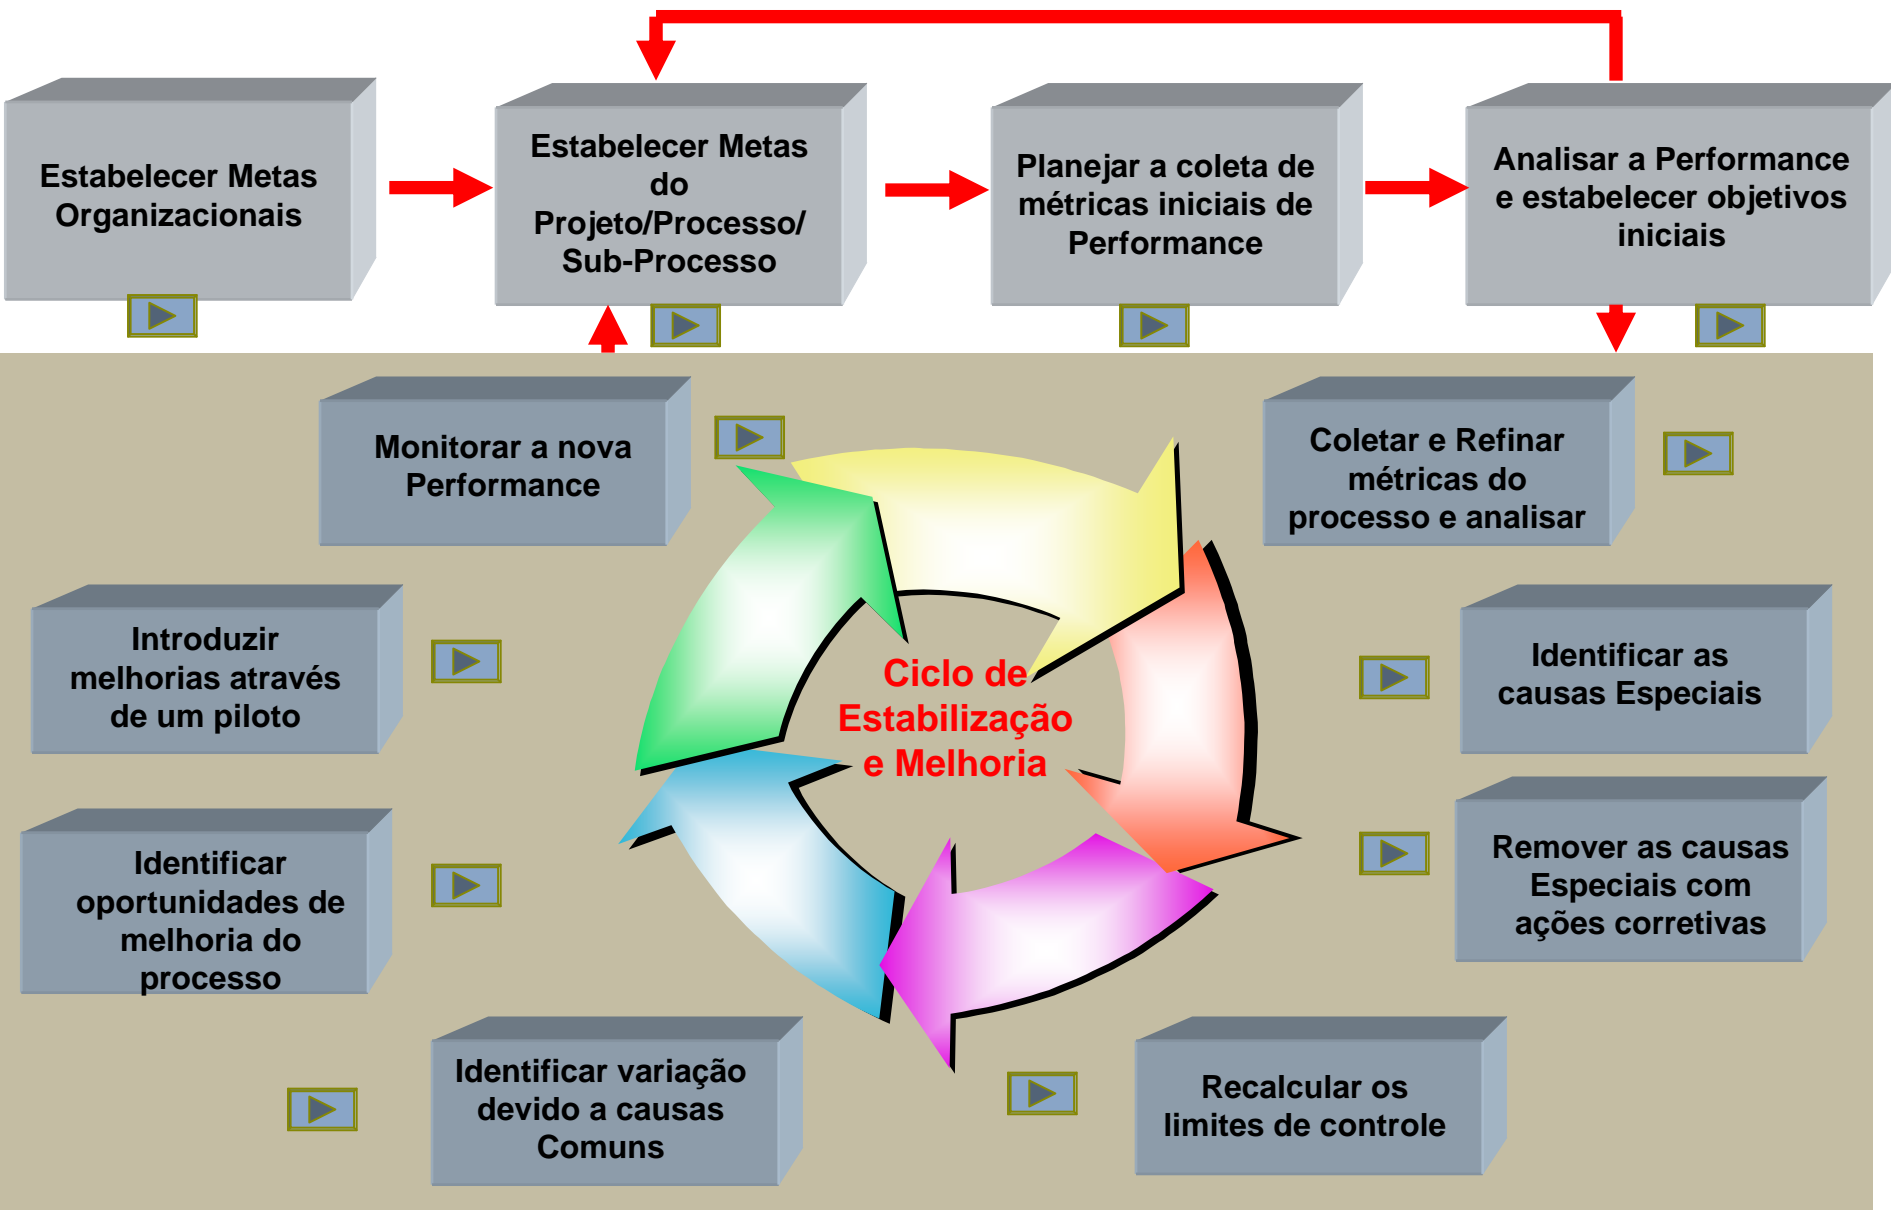 Estabelecer Metas
Organizacionais
Estabelecer Metas
do
Projeto/Processo/
Sub-Processo
Planejar a coleta de
métricas iniciais de
Performance
Analisar a Performance
e estabelecer objetivos
iniciais
Monitorar a nova
Performance
Coletar e Refinar
métricas do
processo e analisar
Introduzir
melhorias através
de um piloto
Ciclo de
Estabilização
e Melhoria
Identificar as
causas Especiais
Identificar
oportunidades de
melhoria do
processo
Remover as causas
Especiais com
ações corretivas
Identificar variação
devido a causas
Comuns
Recalcular os
limites de controle